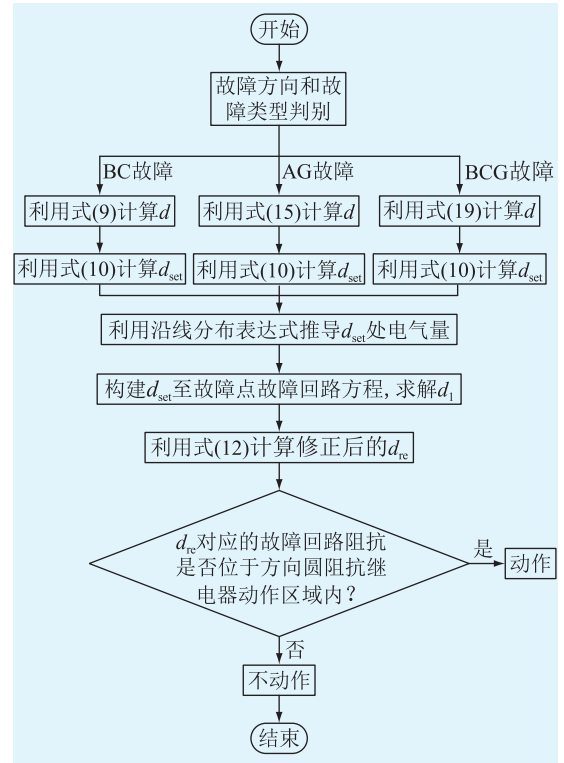 开始
故障方向和故
障类型判别
BC故障
AG故障
BCG故障
利用式(9)计算d
利用式(15)计算d
利用式(19)计算d
利用式(10)计算dset
利用式(10)计算dset
利用式(10)计算dset
利用沿线分布表达式推导dset处电气量
构建dset至故障点故障回路方程,求解d1
利用式(12)计算修正后的dre
dre对应的故障回路阻抗
是否位于方向圆阻抗继
电器动作区域内?
是
动作
否
不动作
结束